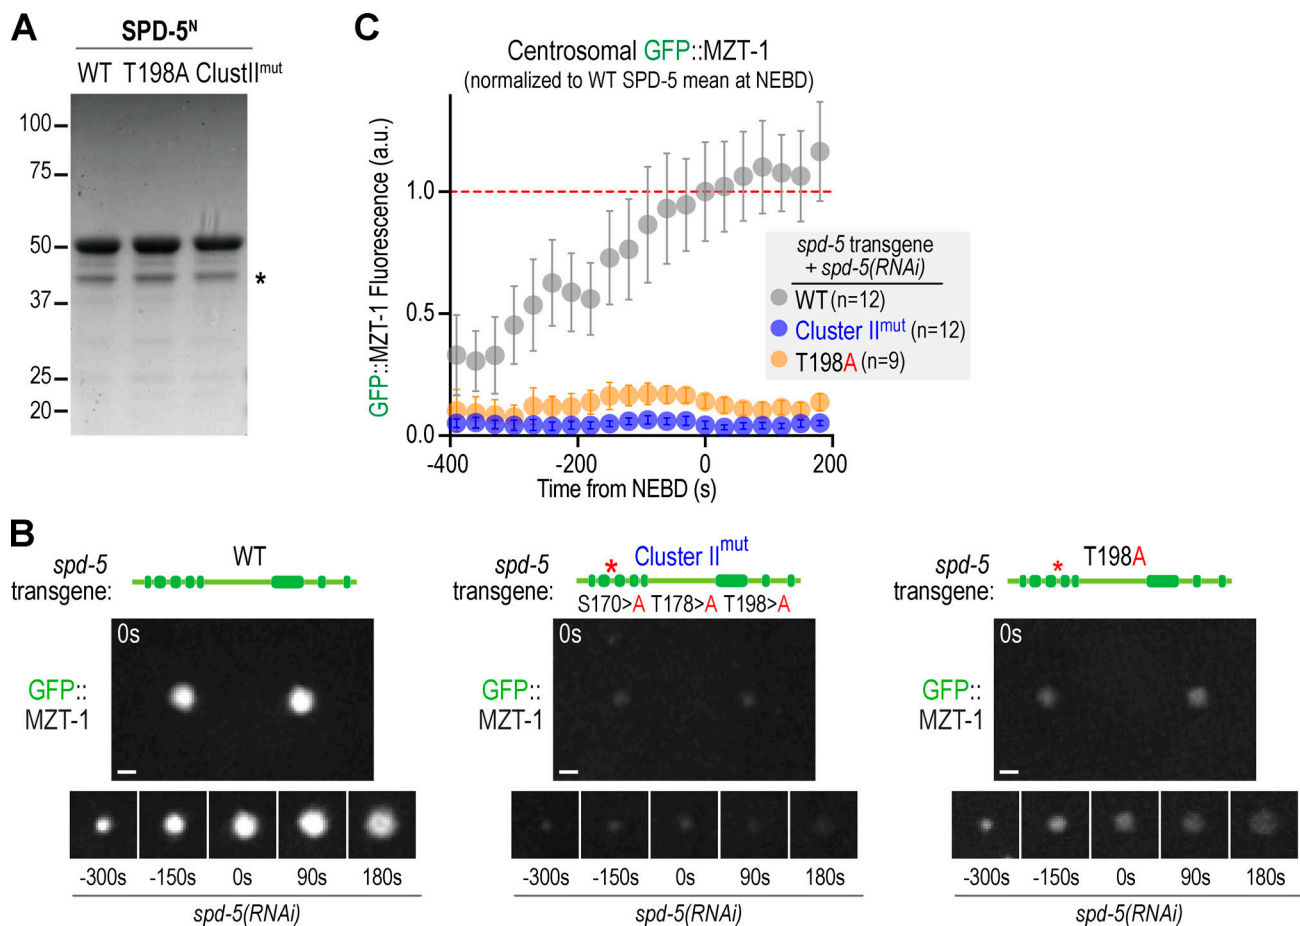 A
SPD-5ᴺ
WT T198A ClustIIᵐᵘᵗ
100
75
50
*
37
25
20
C
Centrosomal GFP::MZT-1
(normalized to WT SPD-5 mean at NEBD)
GFP::MZT-1 Fluorescence (a.u.)
1.0
0.5
0.0
-400 -200 0 200
Time from NEBD (s)
spd-5 transgene
+ spd-5(RNAi)
WT (n=12)
Cluster IIᵐᵘᵗ (n=12)
T198A (n=9)
B
spd-5
transgene:
WT
0s
GFP::
MZT-1
-300s -150s 0s 90s 180s
spd-5(RNAi)
spd-5
transgene:
Cluster IIᵐᵘᵗ
*
S170>A T178>A T198>A
0s
GFP::
MZT-1
-300s -150s 0s 90s 180s
spd-5(RNAi)
spd-5
transgene:
T198A
*
0s
GFP::
MZT-1
-300s -150s 0s 90s 180s
spd-5(RNAi)